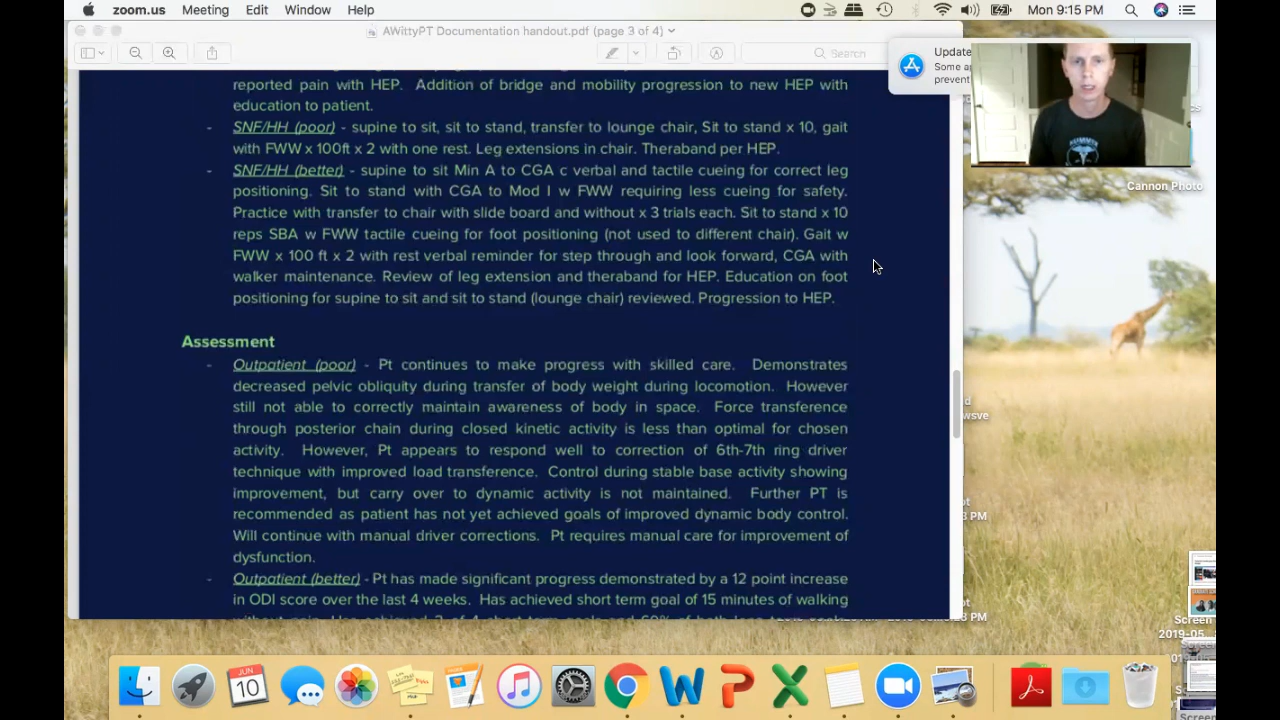 zoom.us Meeting Edit Window Help Mon 9:15 PM
AWittyPT Documentation handout.pdf (page 3 of 4)
Search
Update
Some ap
prevent
reported pain with HEP. Addition of bridge and mobility progression to new HEP with
education to patient.
- SNF/HH (poor) - supine to sit, sit to stand, transfer to lounge chair, Sit to stand x 10, gait
with FWW x 100ft x 2 with one rest. Leg extensions in chair. Theraband per HEP.
- SNF/HH (better) - supine to sit Min A to CGA c verbal and tactile cueing for correct leg
positioning. Sit to stand with CGA to Mod I w FWW requiring less cueing for safety.
Practice with transfer to chair with slide board and without x 3 trials each. Sit to stand x 10
reps SBA w FWW tactile cueing for foot positioning (not used to different chair). Gait w
FWW x 100 ft x 2 with rest verbal reminder for step through and look forward, CGA with
walker maintenance. Review of leg extension and theraband for HEP. Education on foot
positioning for supine to sit and sit to stand (lounge chair) reviewed. Progression to HEP.
Assessment
- Outpatient (poor) - Pt continues to make progress with skilled care. Demonstrates
decreased pelvic obliquity during transfer of body weight during locomotion. However
still not able to correctly maintain awareness of body in space. Force transference
through posterior chain during closed kinetic activity is less than optimal for chosen
activity. However, Pt appears to respond well to correction of 6th-7th ring driver
technique with improved load transference. Control during stable base activity showing
improvement, but carry over to dynamic activity is not maintained. Further PT is
recommended as patient has not yet achieved goals of improved dynamic body control.
Will continue with manual driver corrections. Pt requires manual care for improvement of
dysfunction.
- Outpatient (better) - Pt has made significant progress demonstrated by a 12 point increase
in ODI score over the last 4 weeks. Has achieved short term goal of 15 minutes of walking
Cannon Photo
d
wsve
ot
3 PM
ot
Screen
2019-05
JUN
10